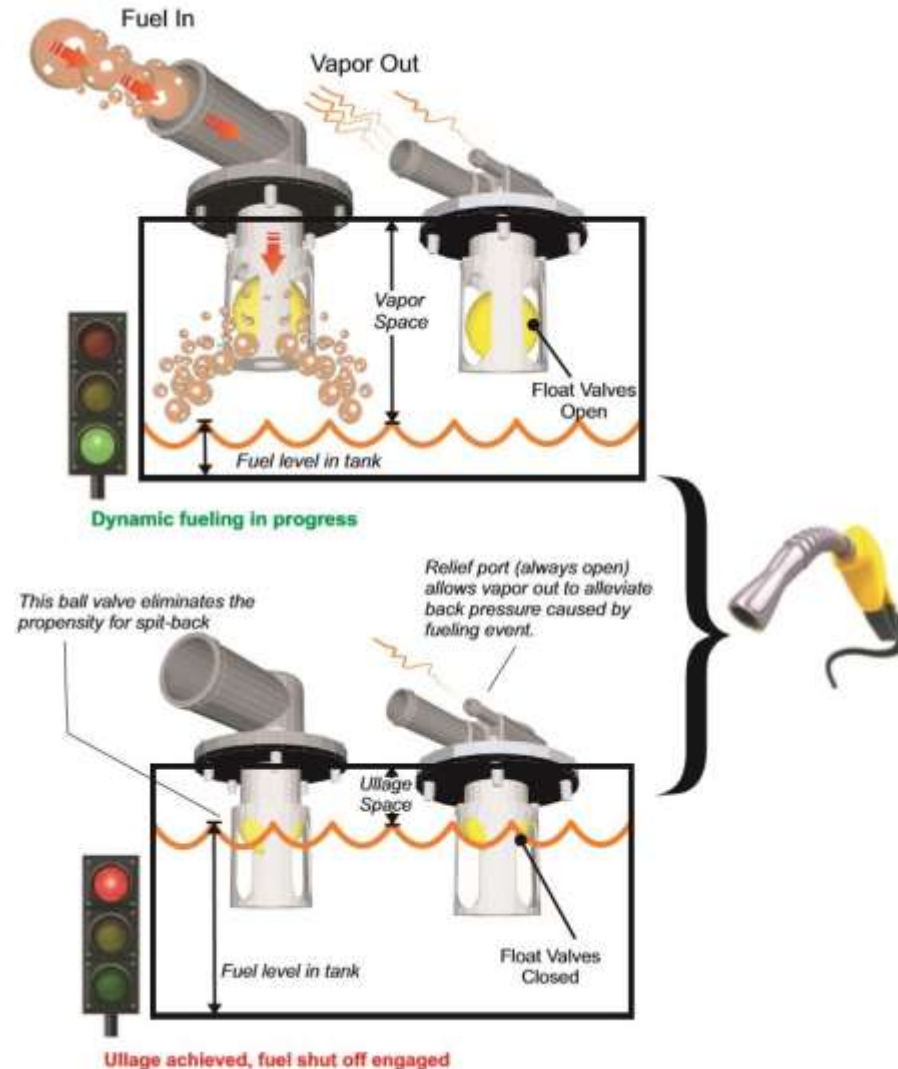 Fuel In
Vapor Out
Vapor
Space
Float Valves
Open
Fuel level in tank
Dynamic fueling in progress
Relief port (always open)
allows vapor out to alleviate
back pressure caused by
fueling event.
This ball valve eliminates the
propensity for spit-back
Ullage
Space
Fuel level in tank
Float Valves
Closed
Ullage achieved, fuel shut off engaged